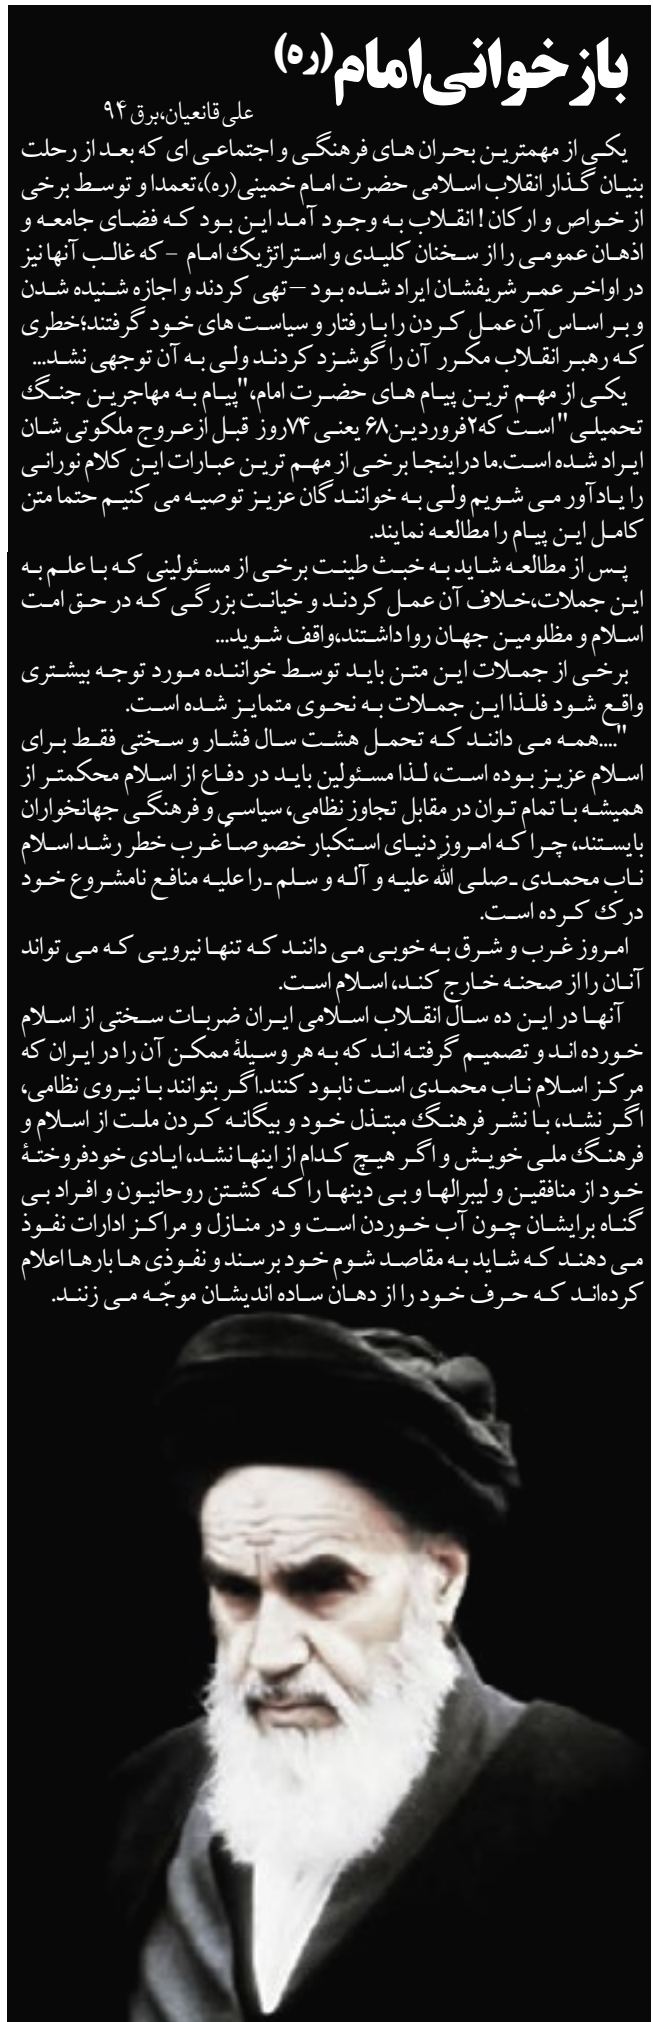 بازخوانی امام(ره)
علی قانعیان،برق ۹۴
یکی از مهمترین بحران های فرهنگی و اجتماعی ای که بعد از رحلت
بنیان گذار انقلاب اسلامی حضرت امام خمینی(ره)،تعمدا و توسط برخی
از خواص و ارکان! انقلاب به وجود آمد این بود که فضای جامعه و
اذهان عمومی را از سخنان کلیدی و استراتژیک امام – که غالب آنها نیز
در اواخر عمر شریفشان ایراد شده بود – تهی کردند و اجازه شنیده شدن
و بر اساس آن عمل کردن را با رفتار و سیاست های خود گرفتند؛خطری
که رهبر انقلاب مکرر آن را گوشزد کردند ولی به آن توجهی نشد...
یکی از مهم ترین پیام های حضرت امام،"پیام به مهاجرین جنگ
تحمیلی" است که۲فروردین۶۸ یعنی ۷۴روز قبل ازعروج ملکوتی شان
ایراد شده است.ما دراینجا برخی از مهم ترین عبارات این کلام نورانی
را یادآور می شویم ولی به خوانندگان عزیز توصیه می کنیم حتما متن
کامل این پیام را مطالعه نمایند.
پس از مطالعه شاید به خبث طینت برخی از مسئولینی که با علم به
این جملات،خلاف آن عمل کردند و خیانت بزرگی که در حق امت
اسلام و مظلومین جهان روا داشتند،واقف شوید...
برخی از جملات این متن باید توسط خواننده مورد توجه بیشتری
واقع شود فلذا این جملات به نحوی متمایز شده است.
"....همه می دانند که تحمل هشت سال فشار و سختی فقط برای
اسلام عزیز بوده است، لذا مسئولین باید در دفاع از اسلام محکمتر از
همیشه با تمام توان در مقابل تجاوز نظامی، سیاسی و فرهنگی جهانخواران
بایستند، چرا که امروز دنیای استکبار خصوصاً غرب خطر رشد اسلام
ناب محمدی ـ صلی اللّه علیه و آله و سلم ـ را علیه منافع نامشروع خود
درک کرده است.
امروز غرب و شرق به خوبی می دانند که تنها نیرویی که می تواند
آنان را از صحنه خارج کند، اسلام است.
آنها در این ده سال انقلاب اسلامی ایران ضربات سختی از اسلام
خورده اند و تصمیم گرفته اند که به هر وسیلۀ ممکن آن را در ایران که
مرکز اسلام ناب محمدی است نابود کنند.اگر بتوانند با نیروی نظامی،
اگر نشد، با نشر فرهنگ مبتذل خود و بیگانه کردن ملت از اسلام و
فرهنگ ملی خویش و اگر هیچ کدام از اینها نشد، ایادی خودفروختۀ
خود از منافقین و لیبرالها و بی دینها را که کشتن روحانیون و افراد بی
گناه برایشان چون آب خوردن است و در منازل و مراکز ادارات نفوذ
می دهند که شاید به مقاصد شوم خود برسند و نفوذی ها بارها اعلام
کرده‌اند که حرف خود را از دهان ساده اندیشان موجّه می زنند.